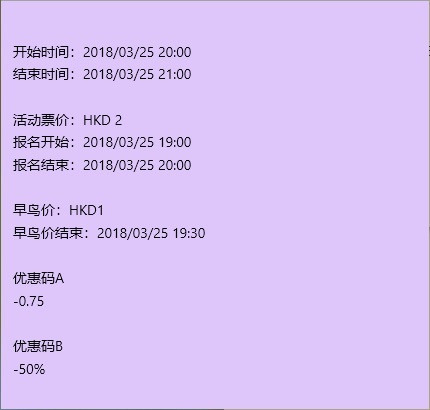 开始时间：2018/03/25 20:00
结束时间：2018/03/25 21:00
活动票价：HKD 2
报名开始：2018/03/25 19:00
报名结束：2018/03/25 20:00
早鸟价：HKD1
早鸟价结束：2018/03/25 19:30
优惠码A
-0.75
优惠码B
-50%